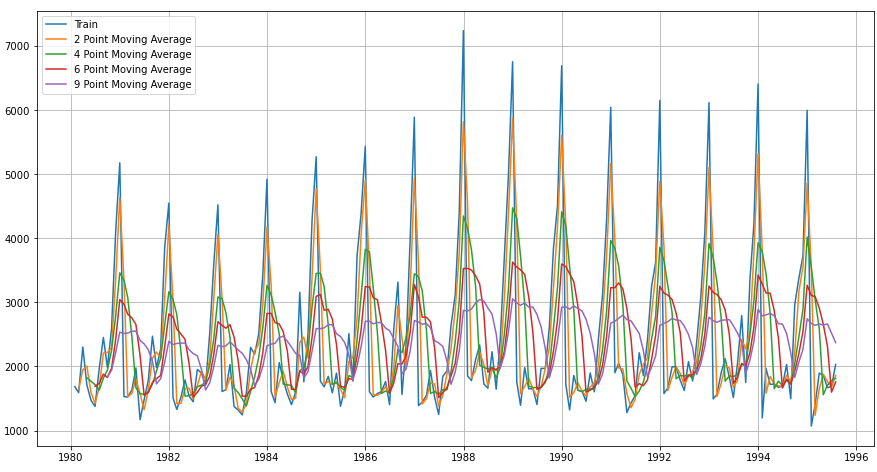 Train
2 Point Moving Average
4 Point Moving Average
6 Point Moving Average
9 Point Moving Average
7000
6000
5000
4000
3000
2000
1000
1980 1982 1984 1986 1988 1990 1992 1994 1996